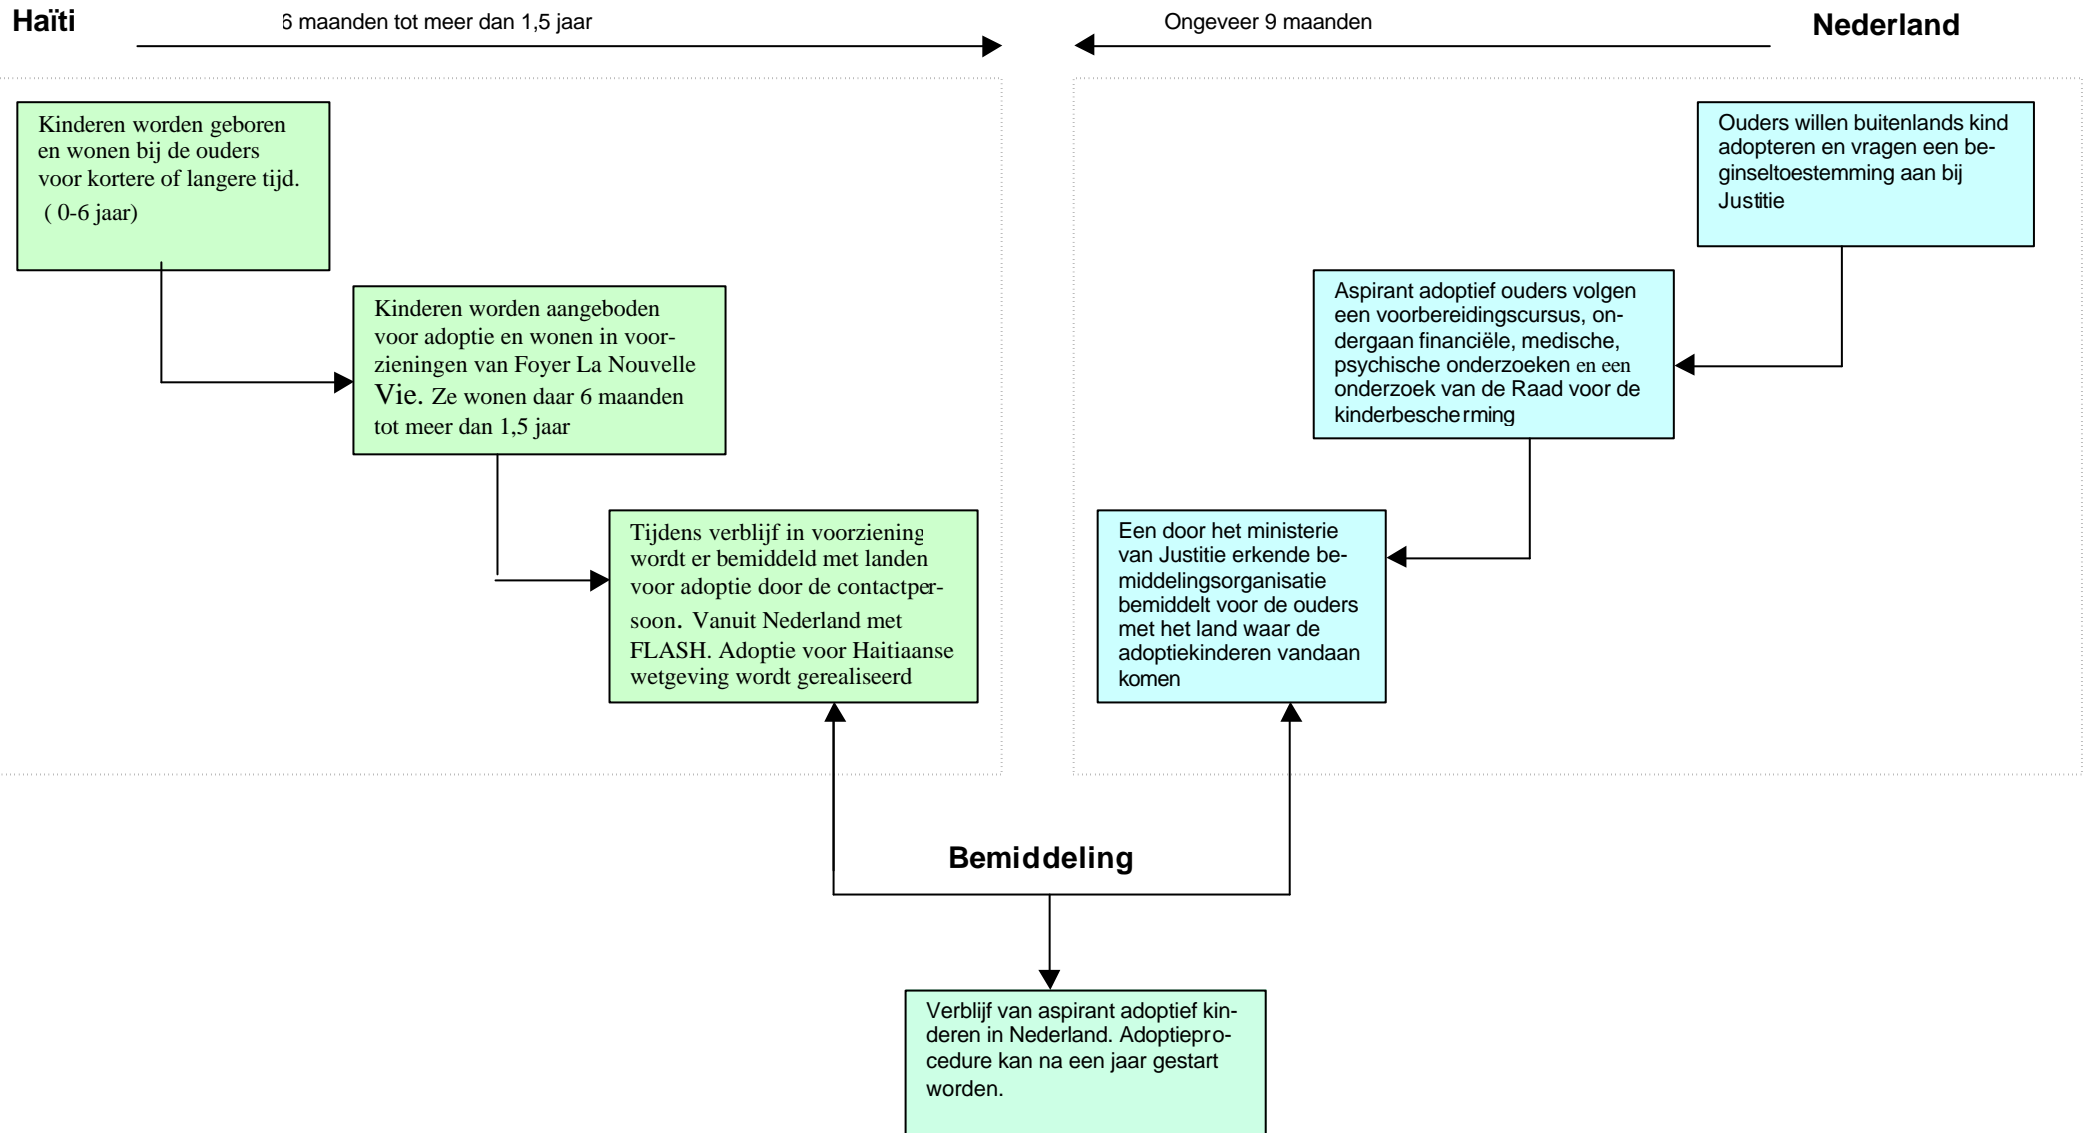 Haïti
6 maanden tot meer dan 1,5 jaar
Ongeveer 9 maanden
Nederland
Kinderen worden geboren
en wonen bij de ouders
voor kortere of langere tijd.
( 0-6 jaar)
Kinderen worden aangeboden
voor adoptie en wonen in voor-
zieningen van Foyer La Nouvelle
Vie. Ze wonen daar 6 maanden
tot meer dan 1,5 jaar
Tijdens verblijf in voorziening
wordt er bemiddeld met landen
voor adoptie door de contactper-
soon. Vanuit Nederland met
FLASH. Adoptie voor Haitiaanse
wetgeving wordt gerealiseerd
Ouders willen buitenlands kind
adopteren en vragen een be-
ginseltoestemming aan bij
Justitie
Aspirant adoptief ouders volgen
een voorbereidingscursus, on-
dergaan financiële, medische,
psychische onderzoeken en een
onderzoek van de Raad voor de
kinderbescherming
Een door het ministerie
van Justitie erkende be-
middelingsorganisatie
bemiddelt voor de ouders
met het land waar de
adoptiekinderen vandaan
komen
Bemiddeling
Verblijf van aspirant adoptief kin-
deren in Nederland. Adoptiepro-
cedure kan na een jaar gestart
worden.